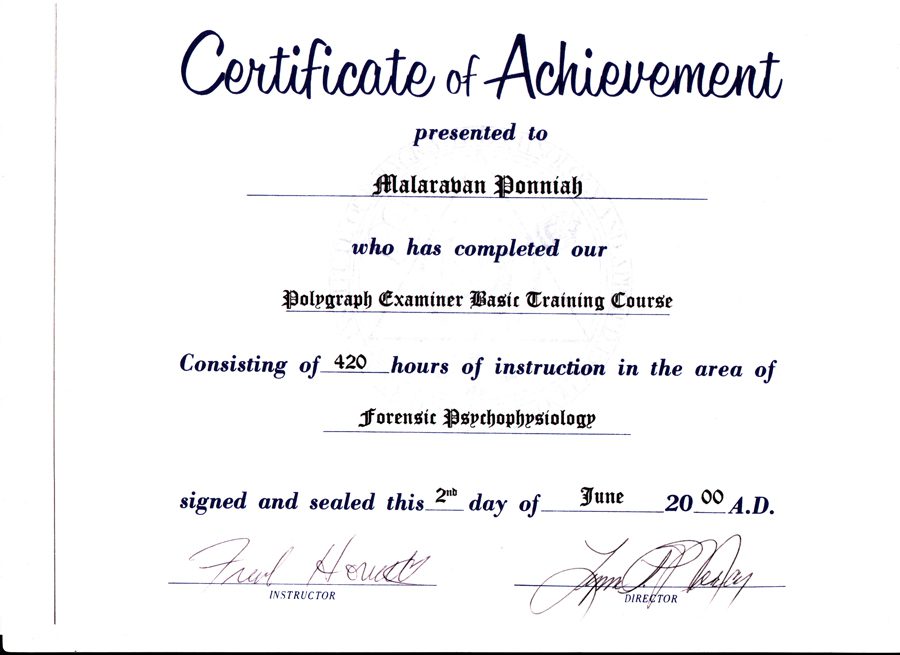 Certificate of Achievement
presented to
Malaravan Ponniah
who has completed our
Polygraph Examiner Basic Training Course
Consisting of 420 hours of instruction in the area of
Forensic Psychophysiology
signed and sealed this 2nd day of June 2000 A.D.
Fred
INSTRUCTOR
DIRECTOR